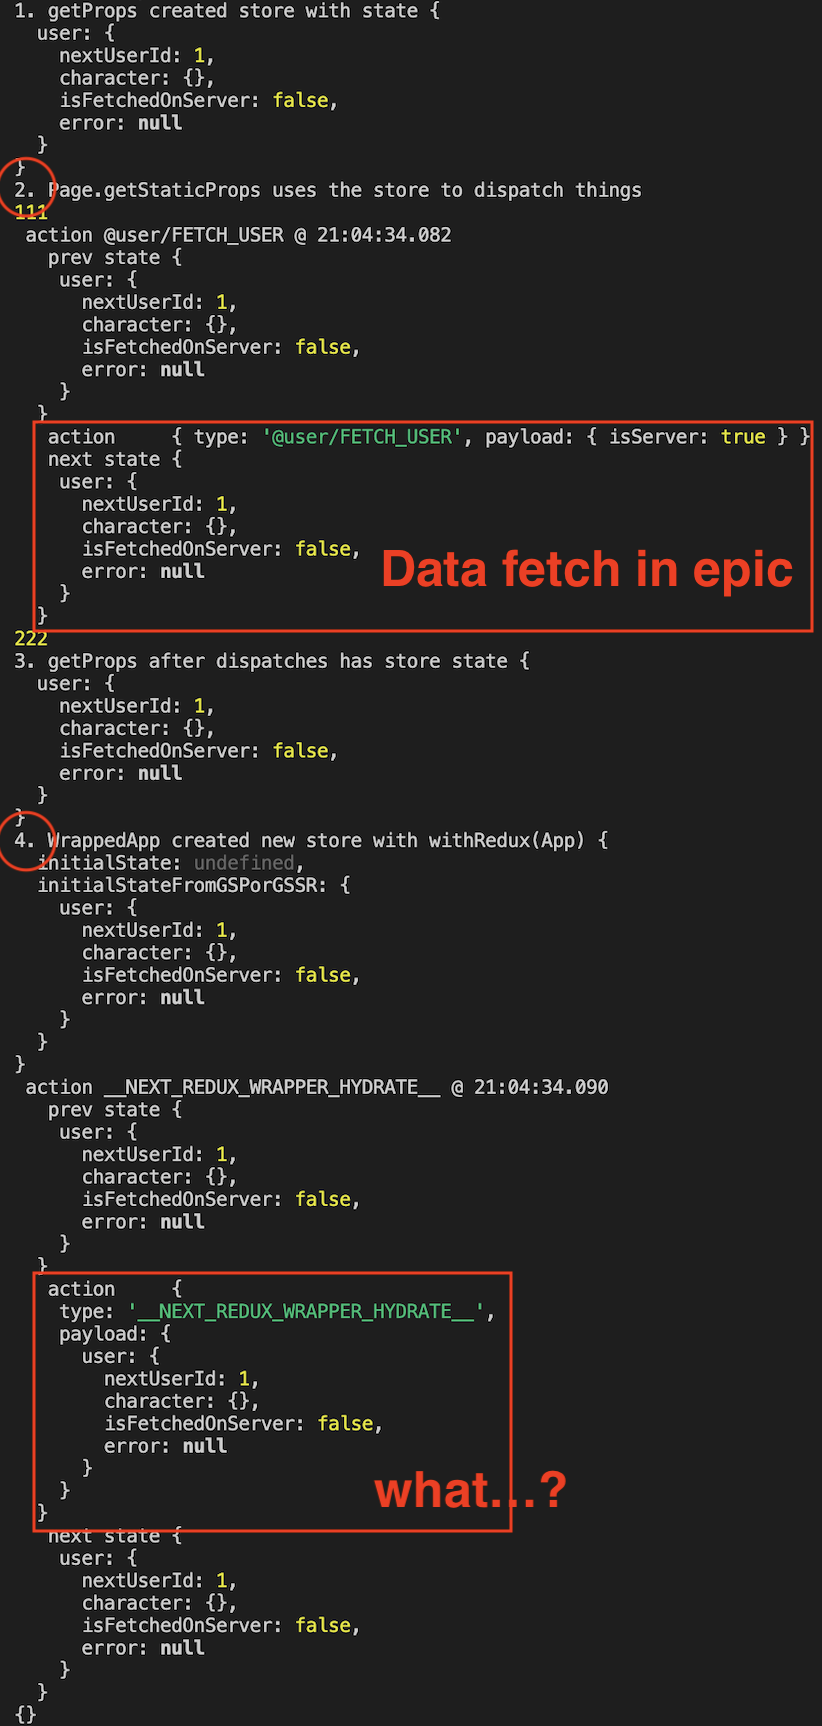 1. getProps created store with state {
  user: {
    nextUserId: 1,
    character: {},
    isFetchedOnServer: false,
    error: null
  }
}
2. Page.getStaticProps uses the store to dispatch things
111
 action @user/FETCH_USER @ 21:04:34.082
   prev state {
    user: {
      nextUserId: 1,
      character: {},
      isFetchedOnServer: false,
      error: null
    }
  }
   action     { type: '@user/FETCH_USER', payload: { isServer: true } }
   next state {
    user: {
      nextUserId: 1,
      character: {},
      isFetchedOnServer: false,
Data fetch in epic
      error: null
    }
  }
222
3. getProps after dispatches has store state {
  user: {
    nextUserId: 1,
    character: {},
    isFetchedOnServer: false,
    error: null
  }
}
4. WrappedApp created new store with withRedux(App) {
  initialState: undefined,
  initialStateFromGSPorGSSR: {
    user: {
      nextUserId: 1,
      character: {},
      isFetchedOnServer: false,
      error: null
    }
  }
}
 action __NEXT_REDUX_WRAPPER_HYDRATE__ @ 21:04:34.090
   prev state {
    user: {
      nextUserId: 1,
      character: {},
      isFetchedOnServer: false,
      error: null
    }
  }
   action     {
    type: '__NEXT_REDUX_WRAPPER_HYDRATE__',
    payload: {
      user: {
        nextUserId: 1,
        character: {},
        isFetchedOnServer: false,
        error: null
      }
    }
what...?
  }
   next state {
    user: {
      nextUserId: 1,
      character: {},
      isFetchedOnServer: false,
      error: null
    }
  }
{}